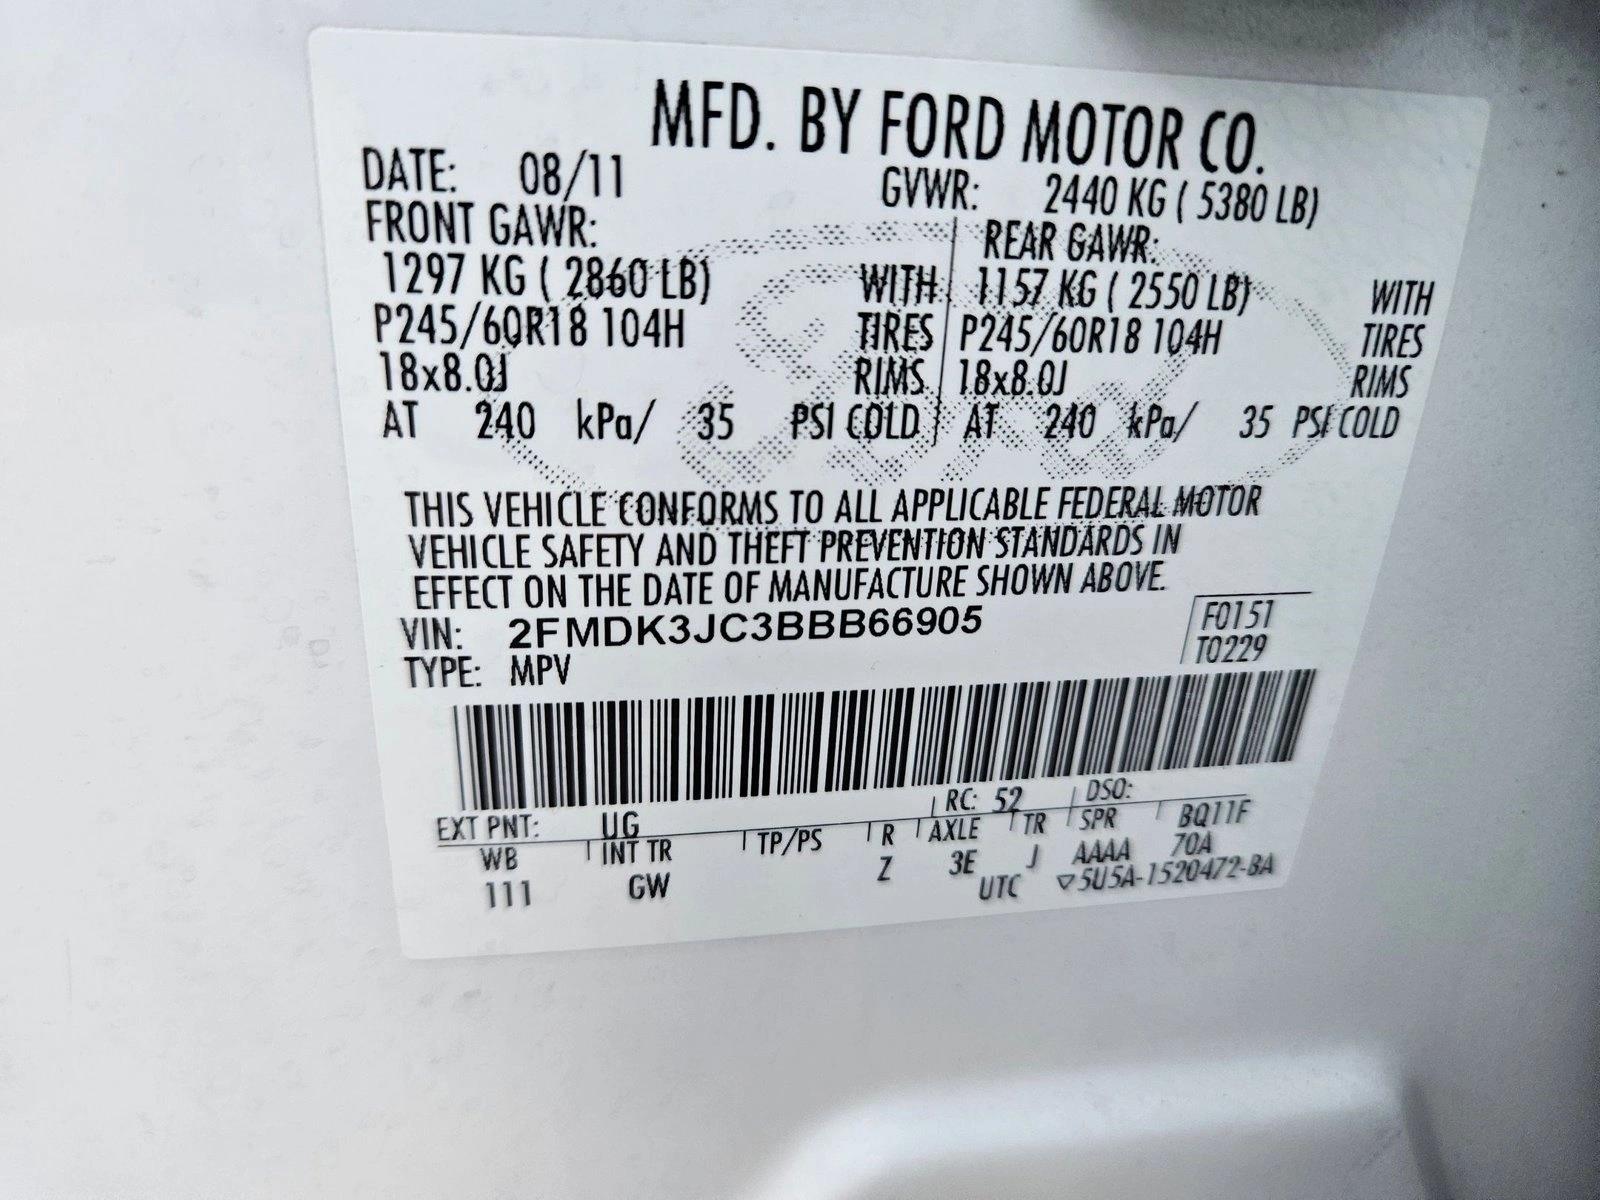 MFD. BY FORD MOTOR CO.
DATE: 08/11 GVWR: 2440 KG ( 5380 LB)
FRONT GAWR: REAR GAWR:
1297 KG ( 2860 LB) WITH 1157 KG ( 2550 LB) WITH
P245/60R18 104H TIRES P245/60R18 104H TIRES
18x8.0J RIMS 18x8.0J RIMS
AT 240 kPa/ 35 PSI COLD AT 240 kPa/ 35 PSI COLD
Ford
THIS VEHICLE CONFORMS TO ALL APPLICABLE FEDERAL MOTOR
VEHICLE SAFETY AND THEFT PREVENTION STANDARDS IN
EFFECT ON THE DATE OF MANUFACTURE SHOWN ABOVE.
VIN: 2FMDK3JC3BBB66905 F0151
TYPE: MPV T0229
EXT PNT: UG RC: 52 DSO:
WB INT TR TP/PS R AXLE TR SPR BQ11F
111 GW Z 3E J AAAA 70A
UTC ▽5U5A-1520472-BA